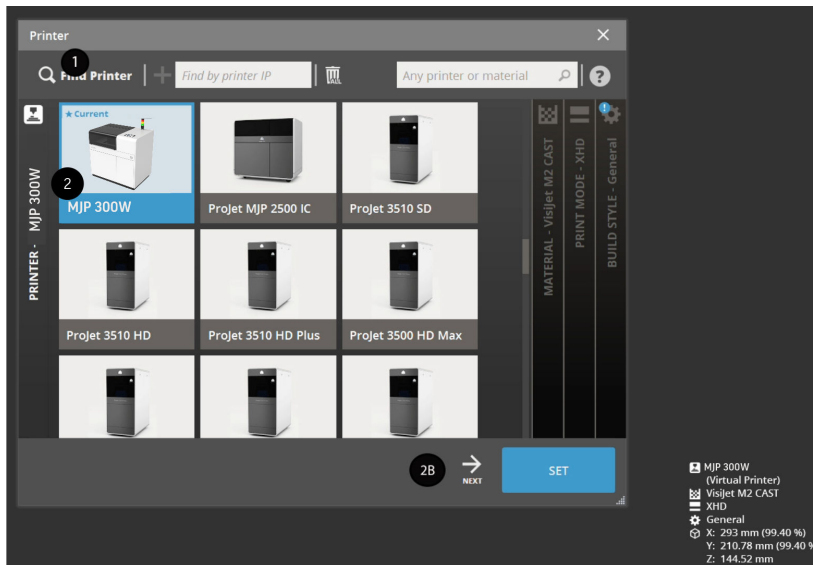 Printer
1
Find Printer
Find by printer IP
ALL
Any printer or material
?
Current
2
MJP 300W
ProJet MJP 2500 IC
ProJet 3510 SD
ProJet 3510 HD
ProJet 3510 HD Plus
ProJet 3500 HD Max
PRINTER - MJP 300W
MATERIAL - VisiJet M2 CAST
PRINT MODE - XHD
!
BUILD STYLE - General
2B
NEXT
SET
MJP 300W
(Virtual Printer)
VisiJet M2 CAST
XHD
General
X: 293 mm (99.40 %)
Y: 210.78 mm (99.40 %
Z: 144.52 mm